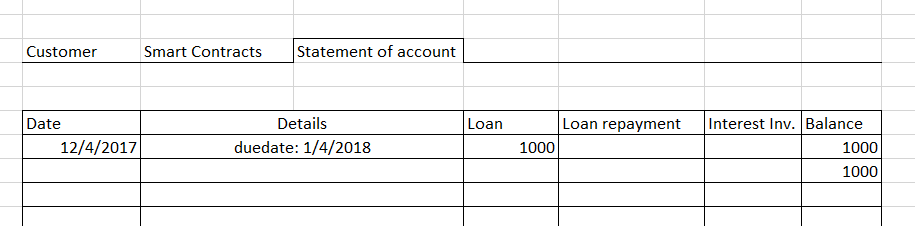 Customer Smart Contracts Statement of account
Date Details Loan Loan repayment Interest Inv. Balance
12/4/2017 duedate: 1/4/2018 1000 1000
1000